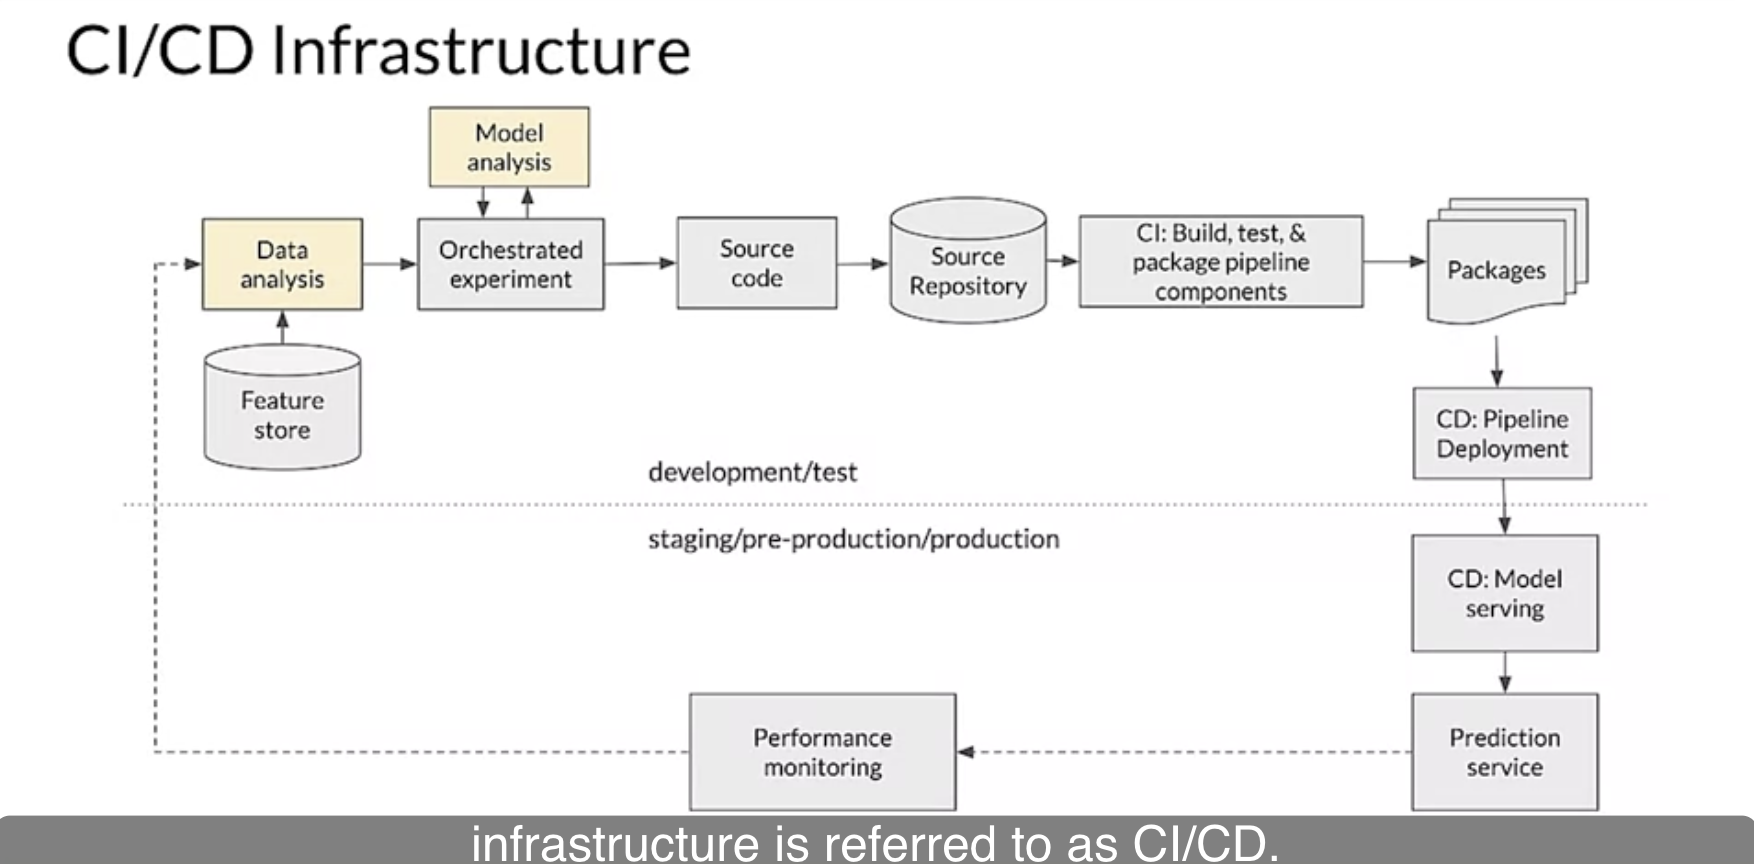 CI/CD Infrastructure
Model
analysis
Data
analysis
Orchestrated
experiment
Source
code
Source
Repository
CI: Build, test, &
package pipeline
components
Packages
Feature
store
CD: Pipeline
Deployment
development/test
staging/pre-production/production
CD: Model
serving
Performance
monitoring
Prediction
service
infrastructure is referred to as CI/CD.